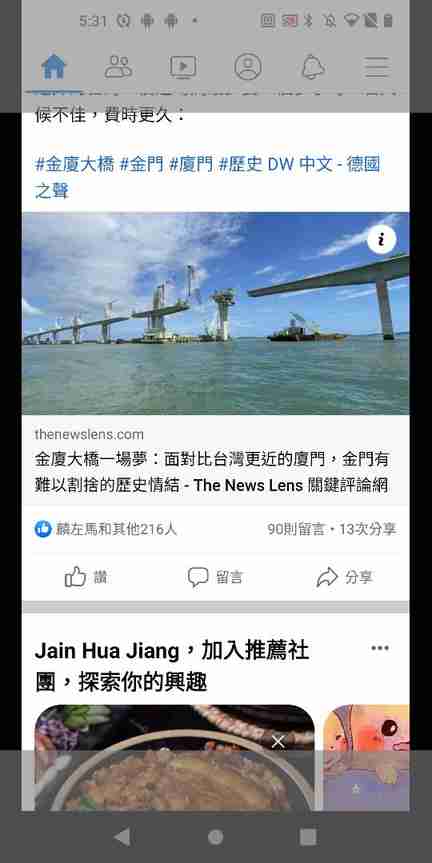 5:31
候不佳，費時更久：
#金廈大橋 #金門 #廈門 #歷史 DW 中文 - 德國
之聲
i
thenewslens.com
金廈大橋一場夢：面對比台灣更近的廈門，金門有
難以割捨的歷史情結 - The News Lens 關鍵評論網
麟左馬和其他216人
90則留言・13次分享
讚
留言
分享
Jain Hua Jiang，加入推薦社
團，探索你的興趣